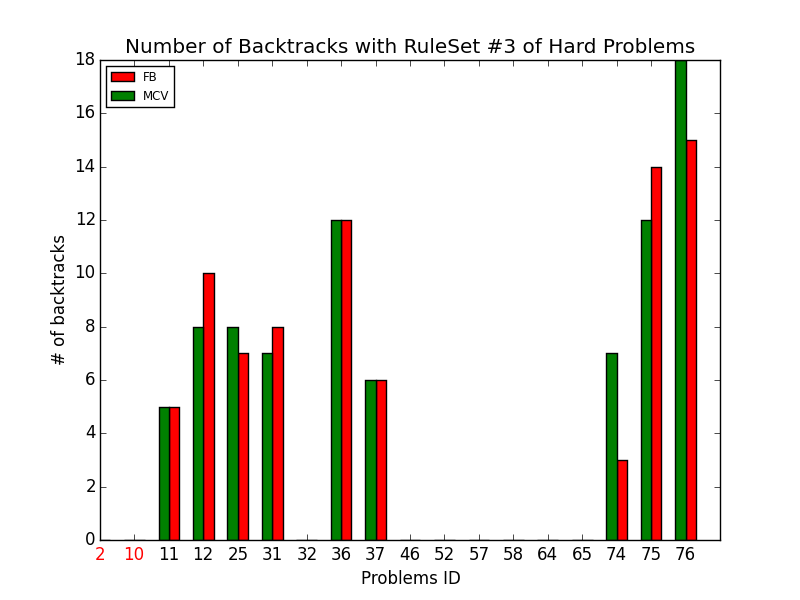 Number of Backtracks with RuleSet #3 of Hard Problems
FB
MCV
18
16
14
12
10
8
6
4
2
0
# of backtracks
2 10 11 12 25 31 32 36 37 46 52 57 58 64 65 74 75 76
Problems ID